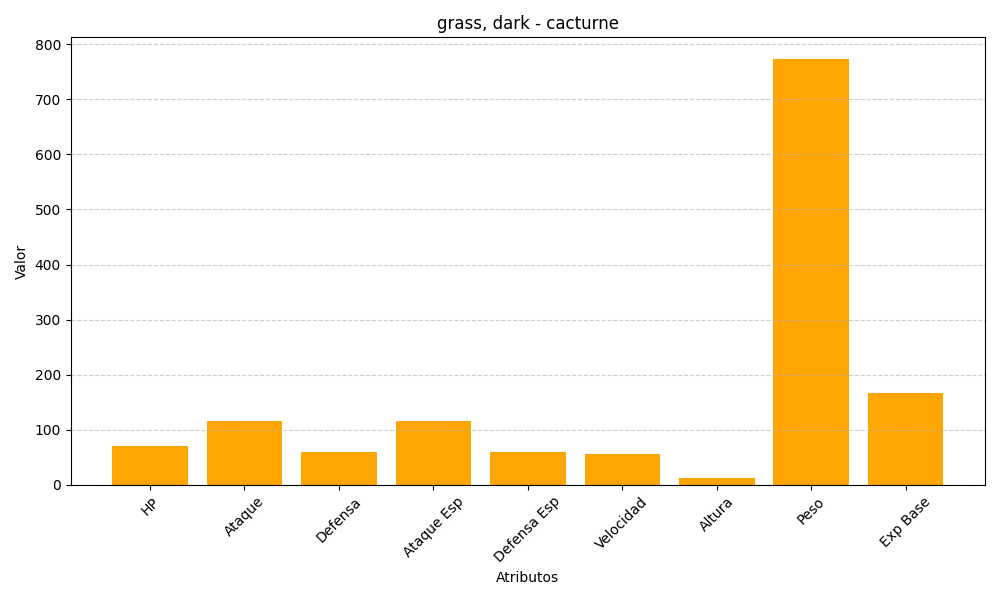 grass, dark - cacturne
Valor
800
700
600
500
400
300
200
100
0
HP
Ataque
Defensa
Ataque Esp
Defensa Esp
Velocidad
Altura
Peso
Exp Base
Atributos